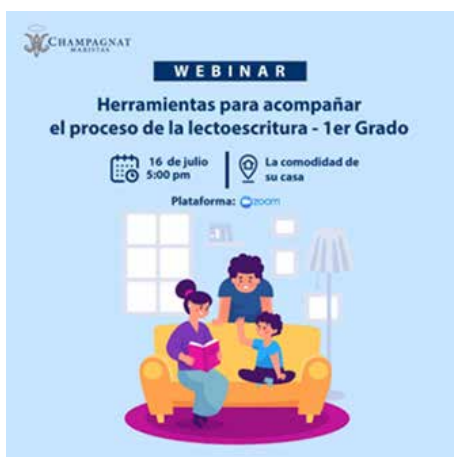 CHAMPAGNAT
MARISTAS
WEBINAR
Herramientas para acompañar
el proceso de la lectoescritura - 1er Grado
16 de julio
5:00 pm
La comodidad de
su casa
Plataforma: zoom